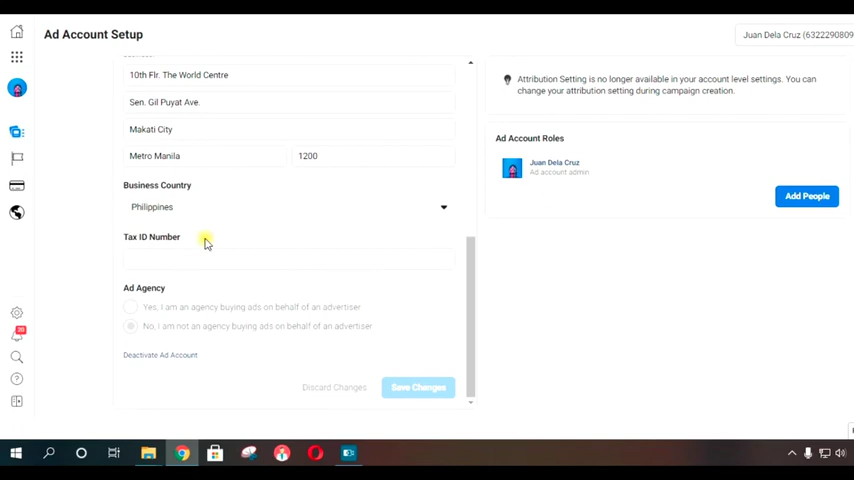 Ad Account Setup
Juan Dela Cruz (6322290809
10th Flr. The World Centre
Sen. Gil Puyat Ave.
Makati City
Metro Manila
1200
Business Country
Philippines
Tax ID Number
Ad Agency
Yes, I am an agency buying ads on behalf of an advertiser
No, I am not an agency buying ads on behalf of an advertiser
Deactivate Ad Account
Discard Changes
Save Changes
Attribution Setting is no longer available in your account level settings. You can
change your attribution setting during campaign creation.
Ad Account Roles
Juan Dela Cruz
Ad account admin
Add People